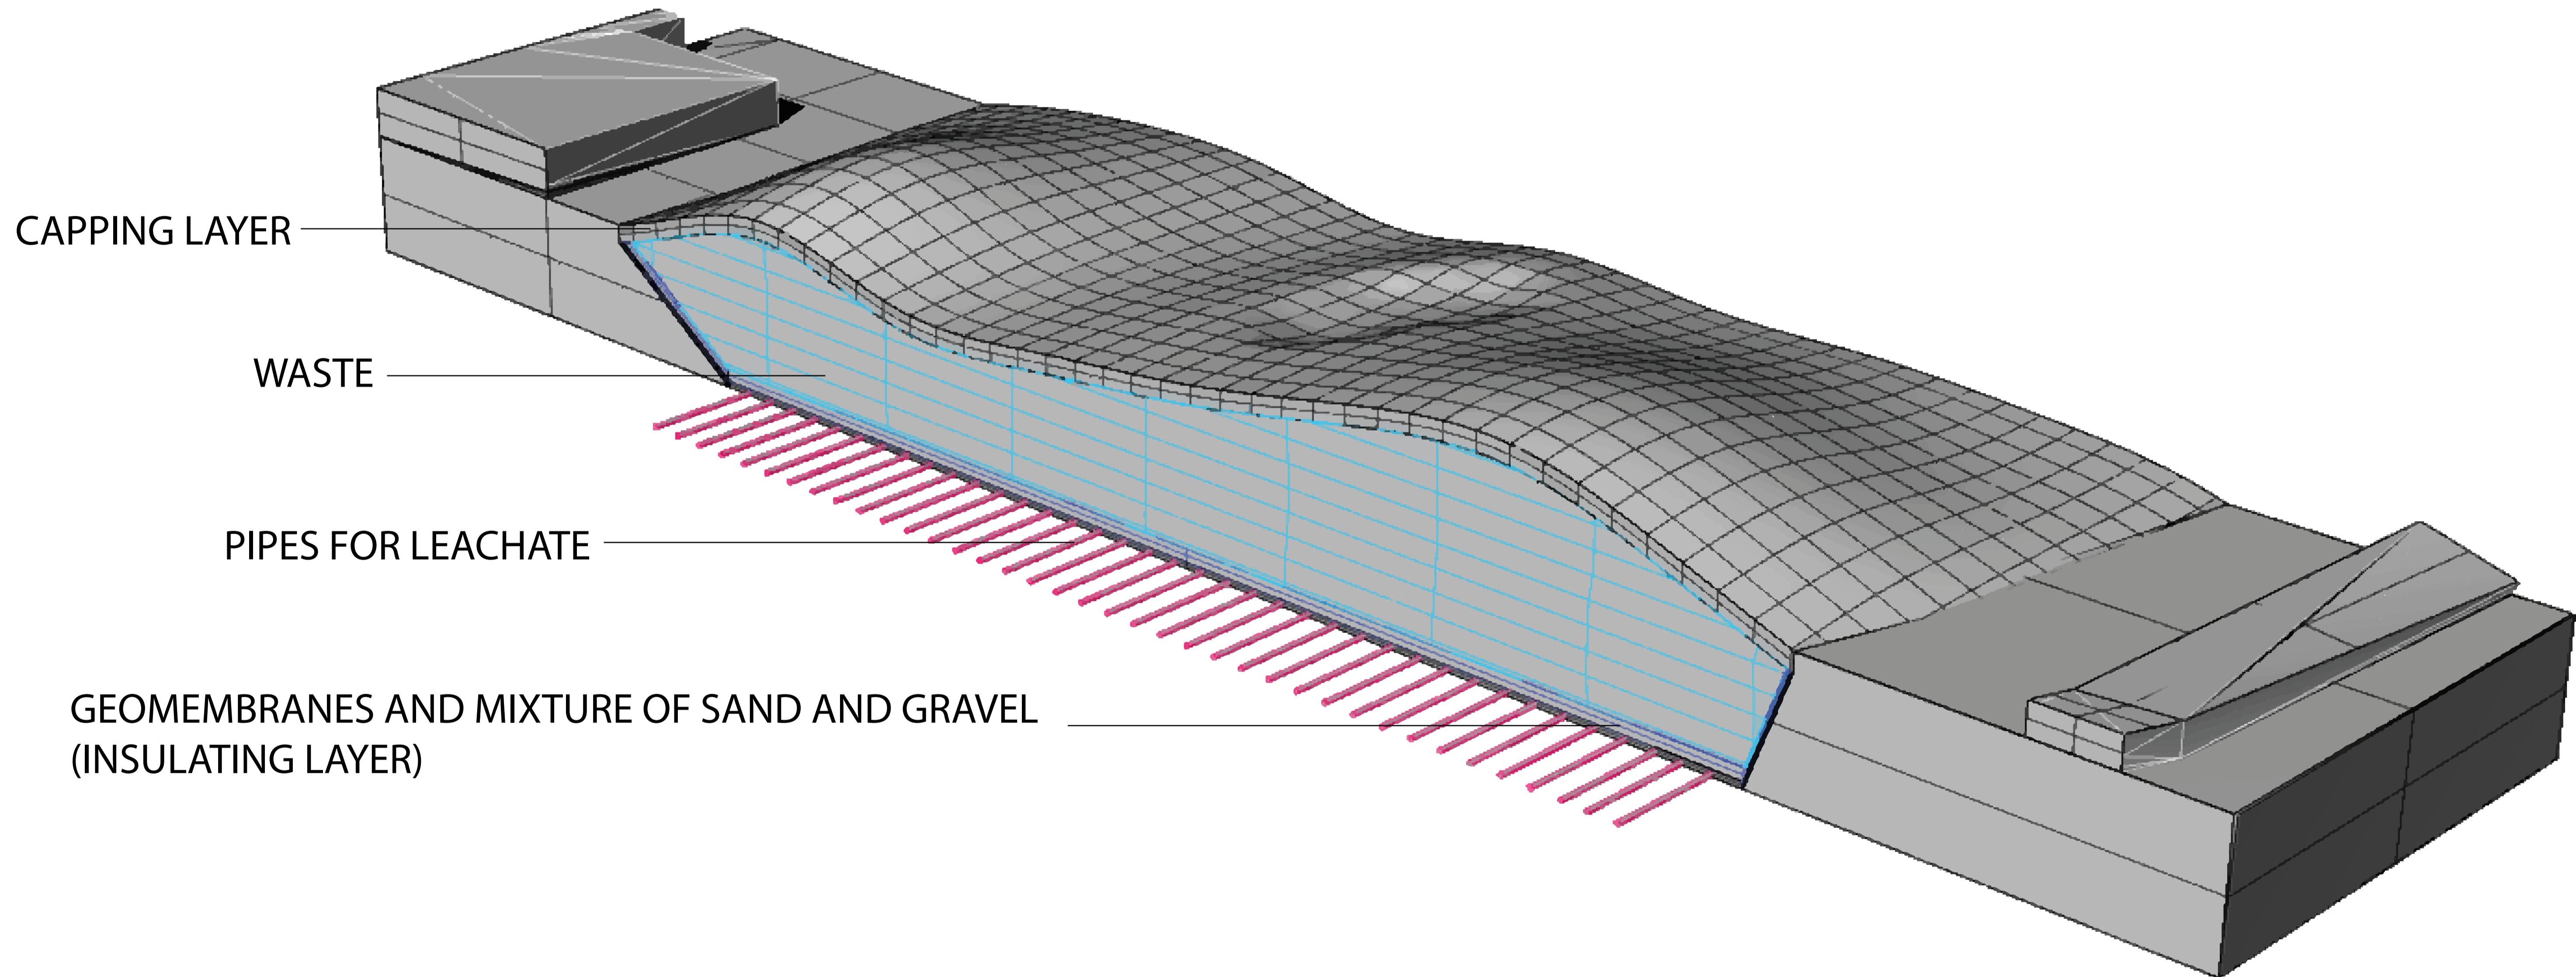 CAPPING LAYER
WASTE
PIPES FOR LEACHATE
GEOMEMBRANES AND MIXTURE OF SAND AND GRAVEL
(INSULATING LAYER)